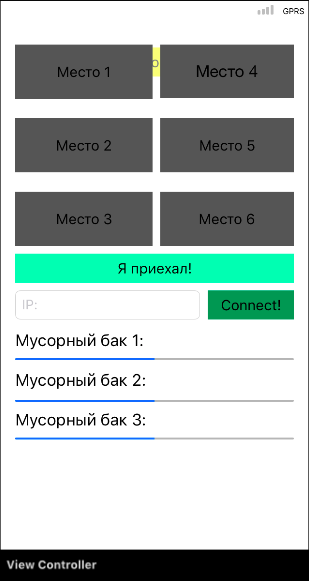 GPRS
Место 1
Место 4
Место 2
Место 5
Место 3
Место 6
Я приехал!
IP:
Connect!
Мусорный бак 1:
Мусорный бак 2:
Мусорный бак 3:
View Controller